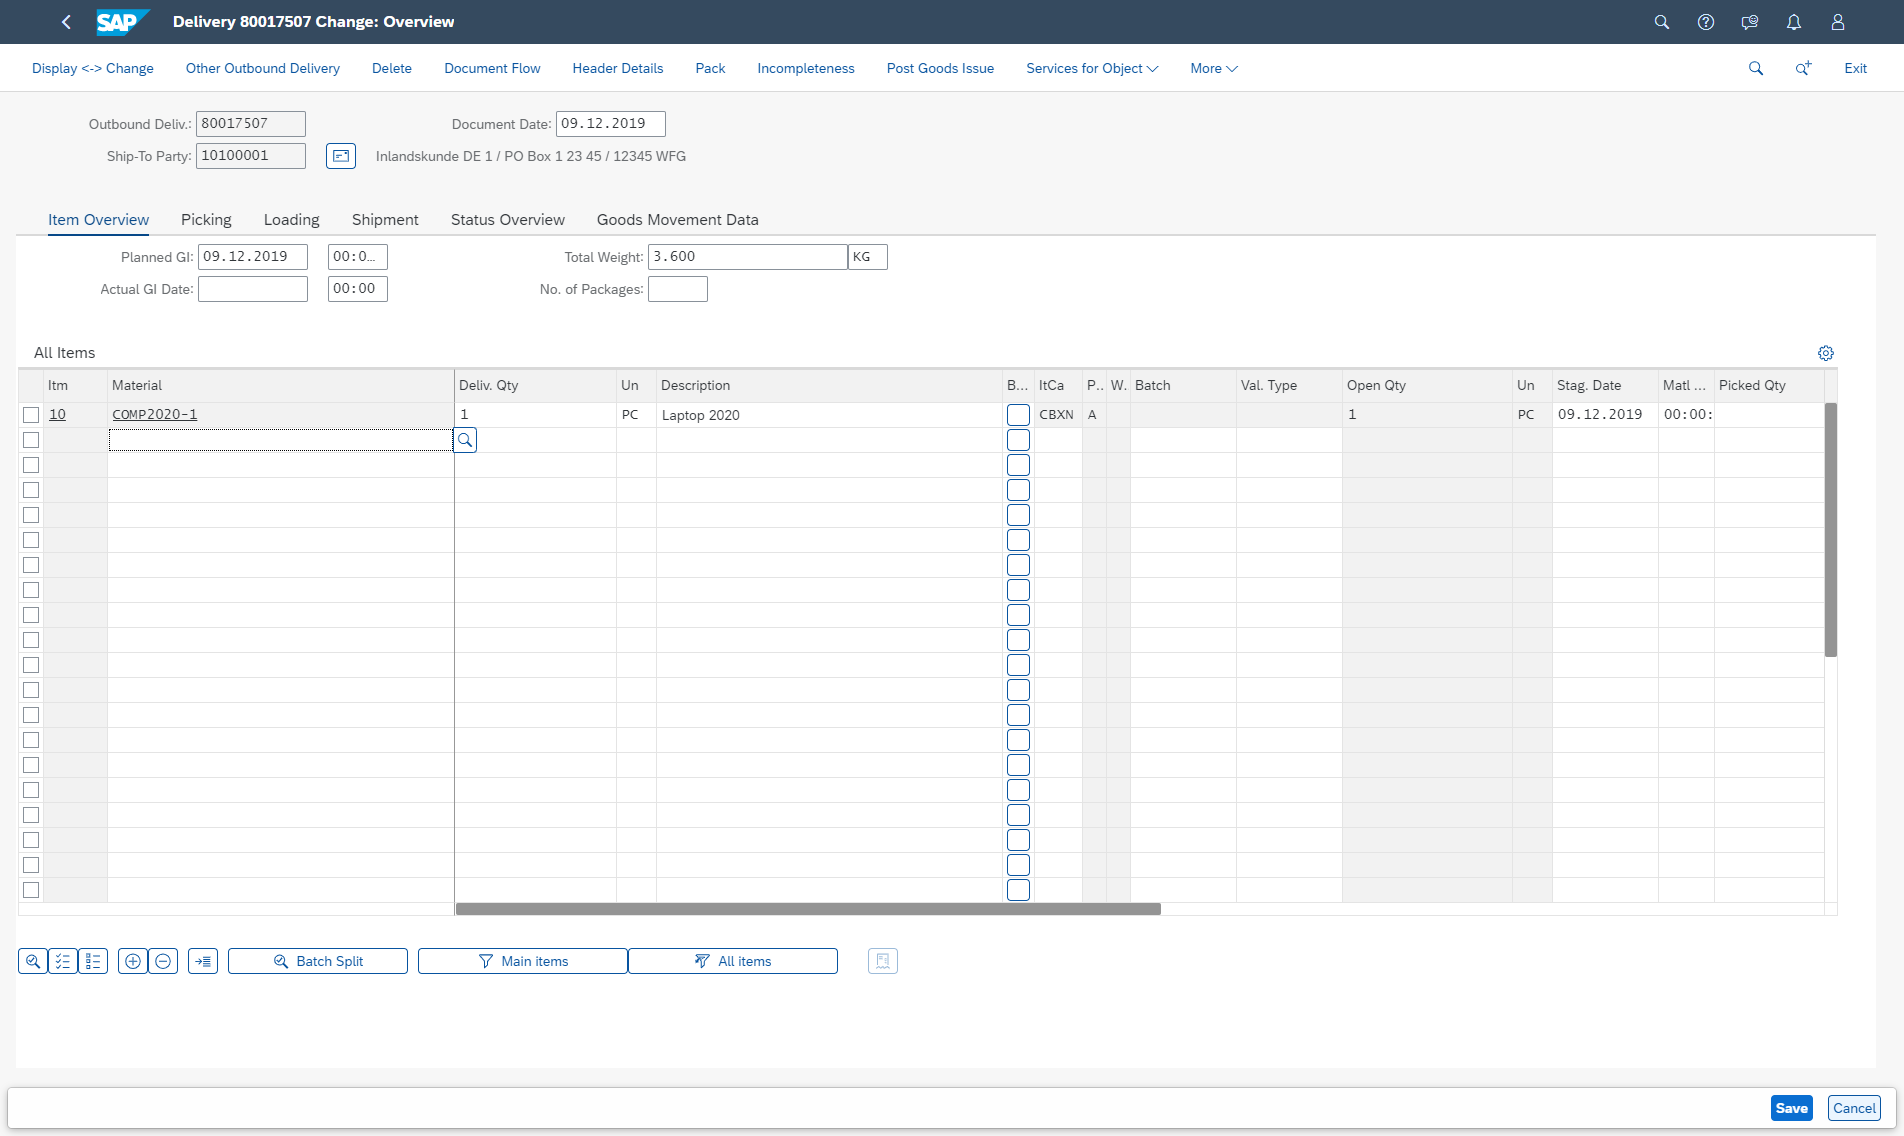 SAP Delivery 80017507 Change: Overview
Display <-> Change Other Outbound Delivery Delete Document Flow Header Details Pack Incompleteness Post Goods Issue Services for Object More Exit
Outbound Deliv.: 80017507 Document Date: 09.12.2019
Ship-To Party: 10100001 Inlandskunde DE 1 / PO Box 1 23 45 / 12345 WFG
Item Overview Picking Loading Shipment Status Overview Goods Movement Data
Planned GI: 09.12.2019 00:0... Total Weight: 3.600 KG
Actual GI Date: 00:00 No. of Packages:
All Items
Itm Material Deliv. Qty Un Description B... ItCa P.. W. Batch Val. Type Open Qty Un Stag. Date Matl ... Picked Qty
10 COMP2020-1 1 PC Laptop 2020 CBXN A 1 PC 09.12.2019 00:00:
Batch Split Main items All items
Save Cancel